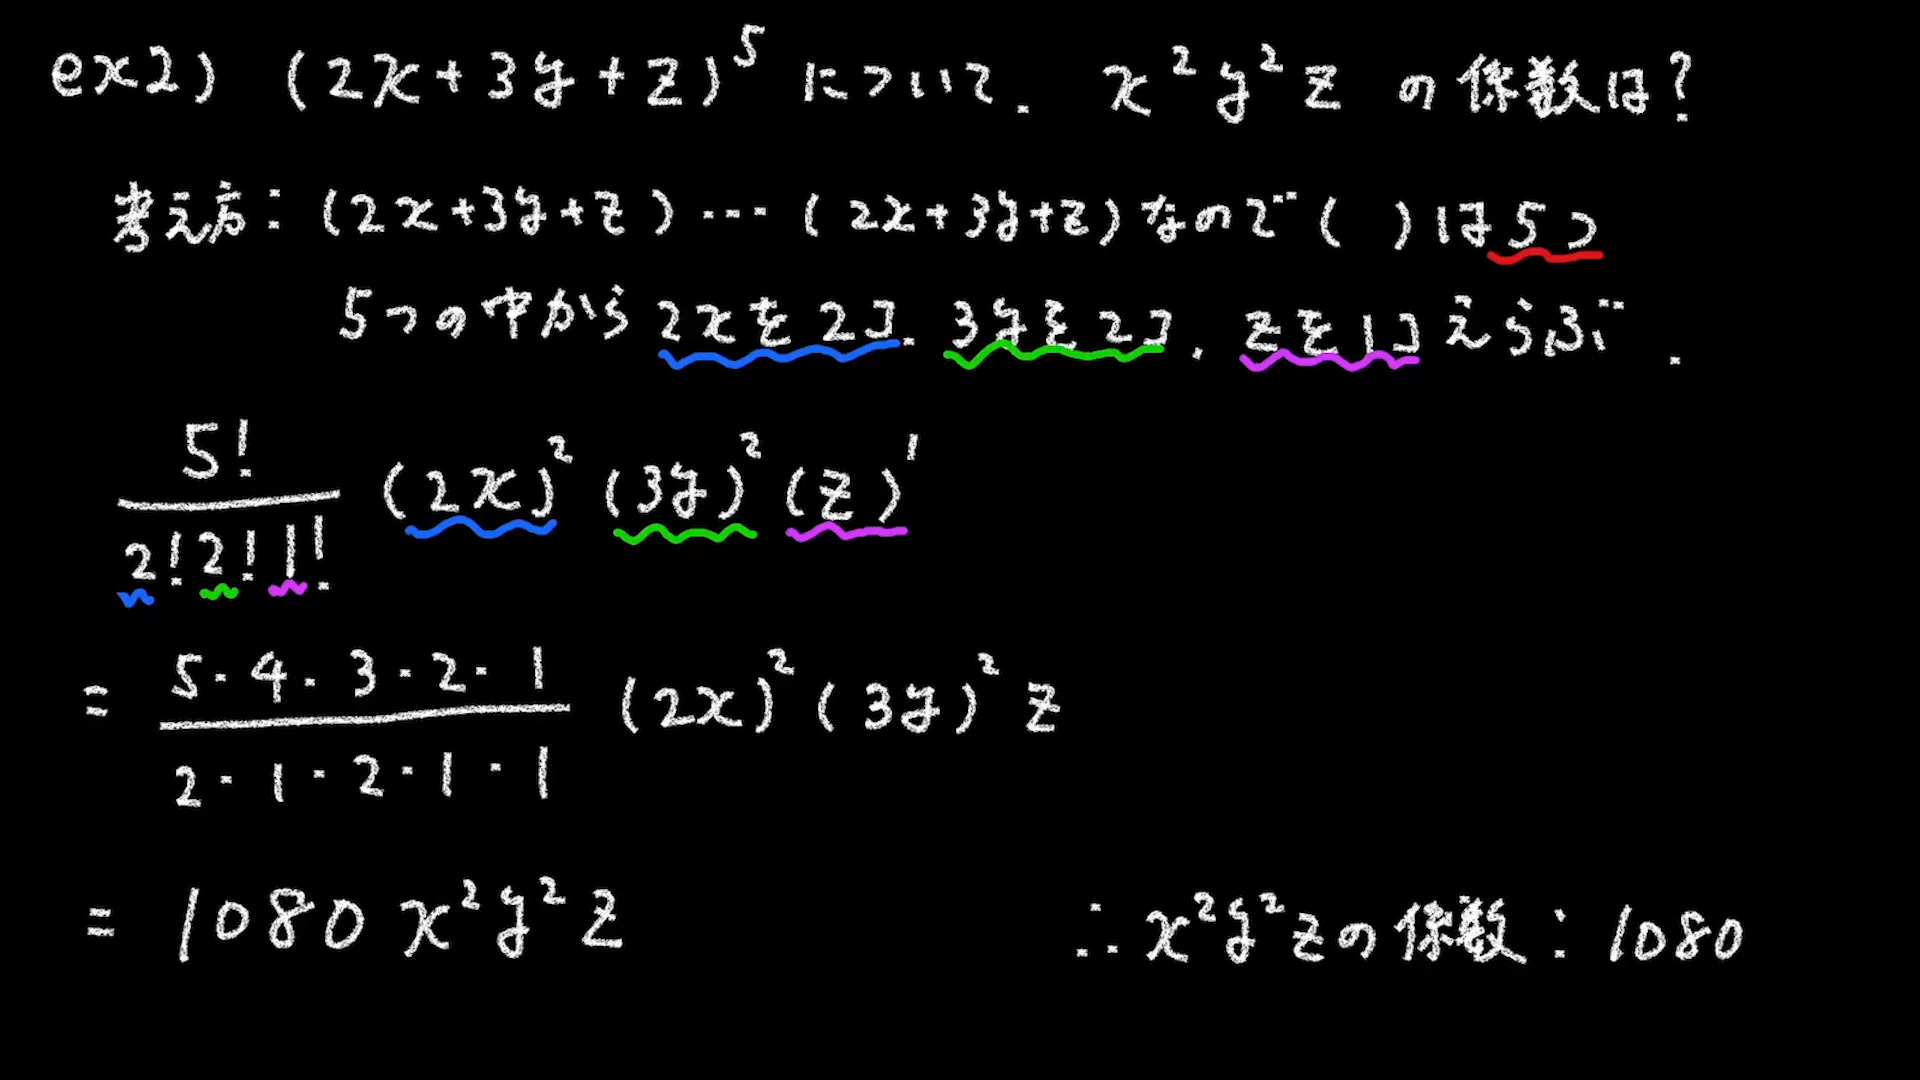 ex2) (2x+3y+z)⁵ について. x²y²z の係数は?
考え方: (2x+3y+z)…(2x+3y+z)なので( )は5つ
5つの中から 2xを2コ. 3yを2コ. zを1コ えらぶ.
5!/2!2!1! (2x)²(3y)²(z)¹
= 5·4·3·2·1/2·1·2·1·1 (2x)²(3y)²z
= 1080x²y²z
∴x²y²zの係数: 1080